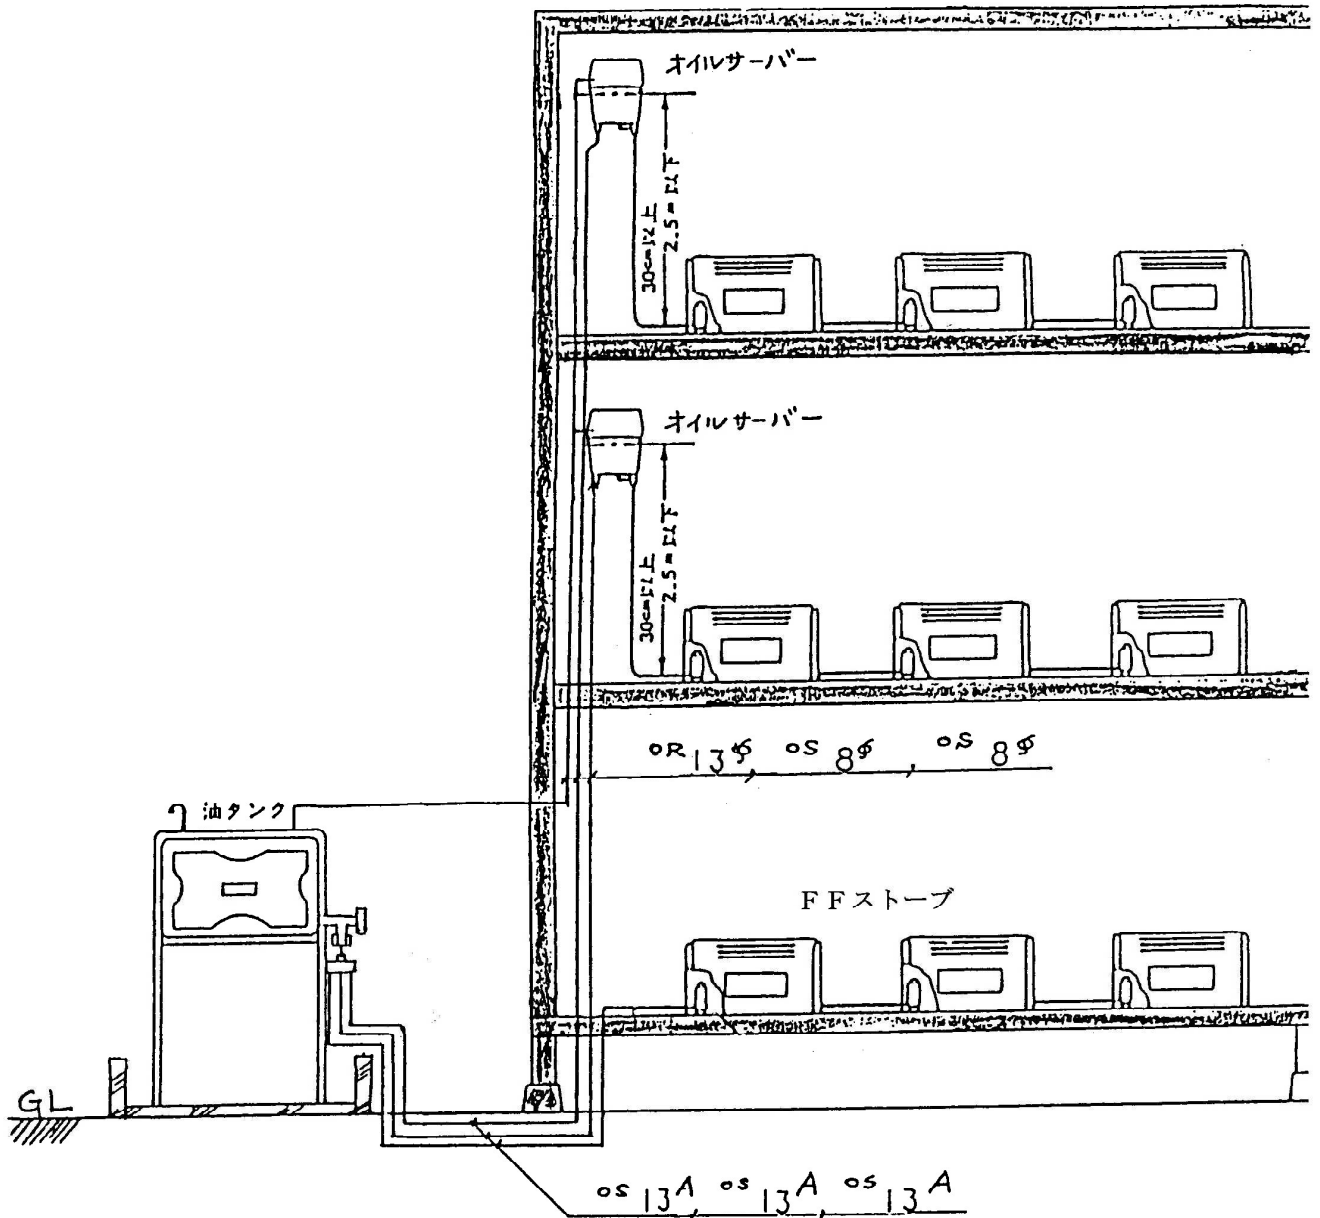 オイルサーバー
30cm以上
2.5m以下
オイルサーバー
30cm以上
2.5m以下
oR 13φ oS 8φ oS 8φ
油タンク
FFストーブ
GL
os 13A os 13A os 13A